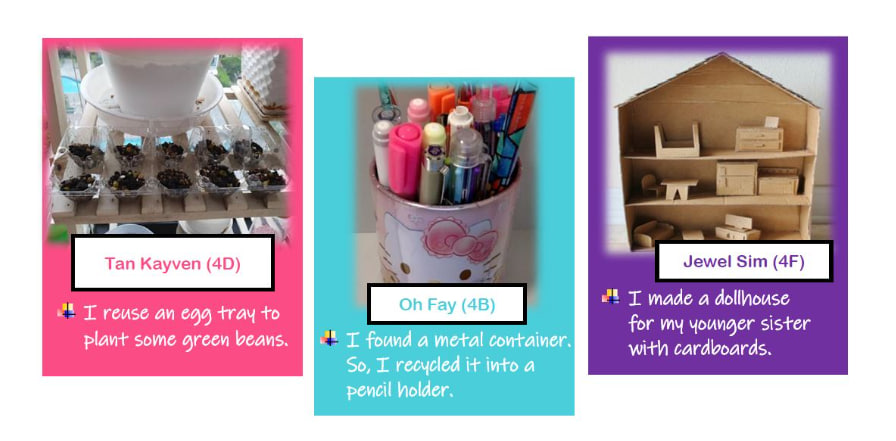 Tan Kayven (4D)
I reuse an egg tray to
plant some green beans.
Oh Fay (4B)
I found a metal container.
So, I recycled it into a
pencil holder.
Jewel Sim (4F)
I made a dollhouse
for my younger sister
with cardboards.